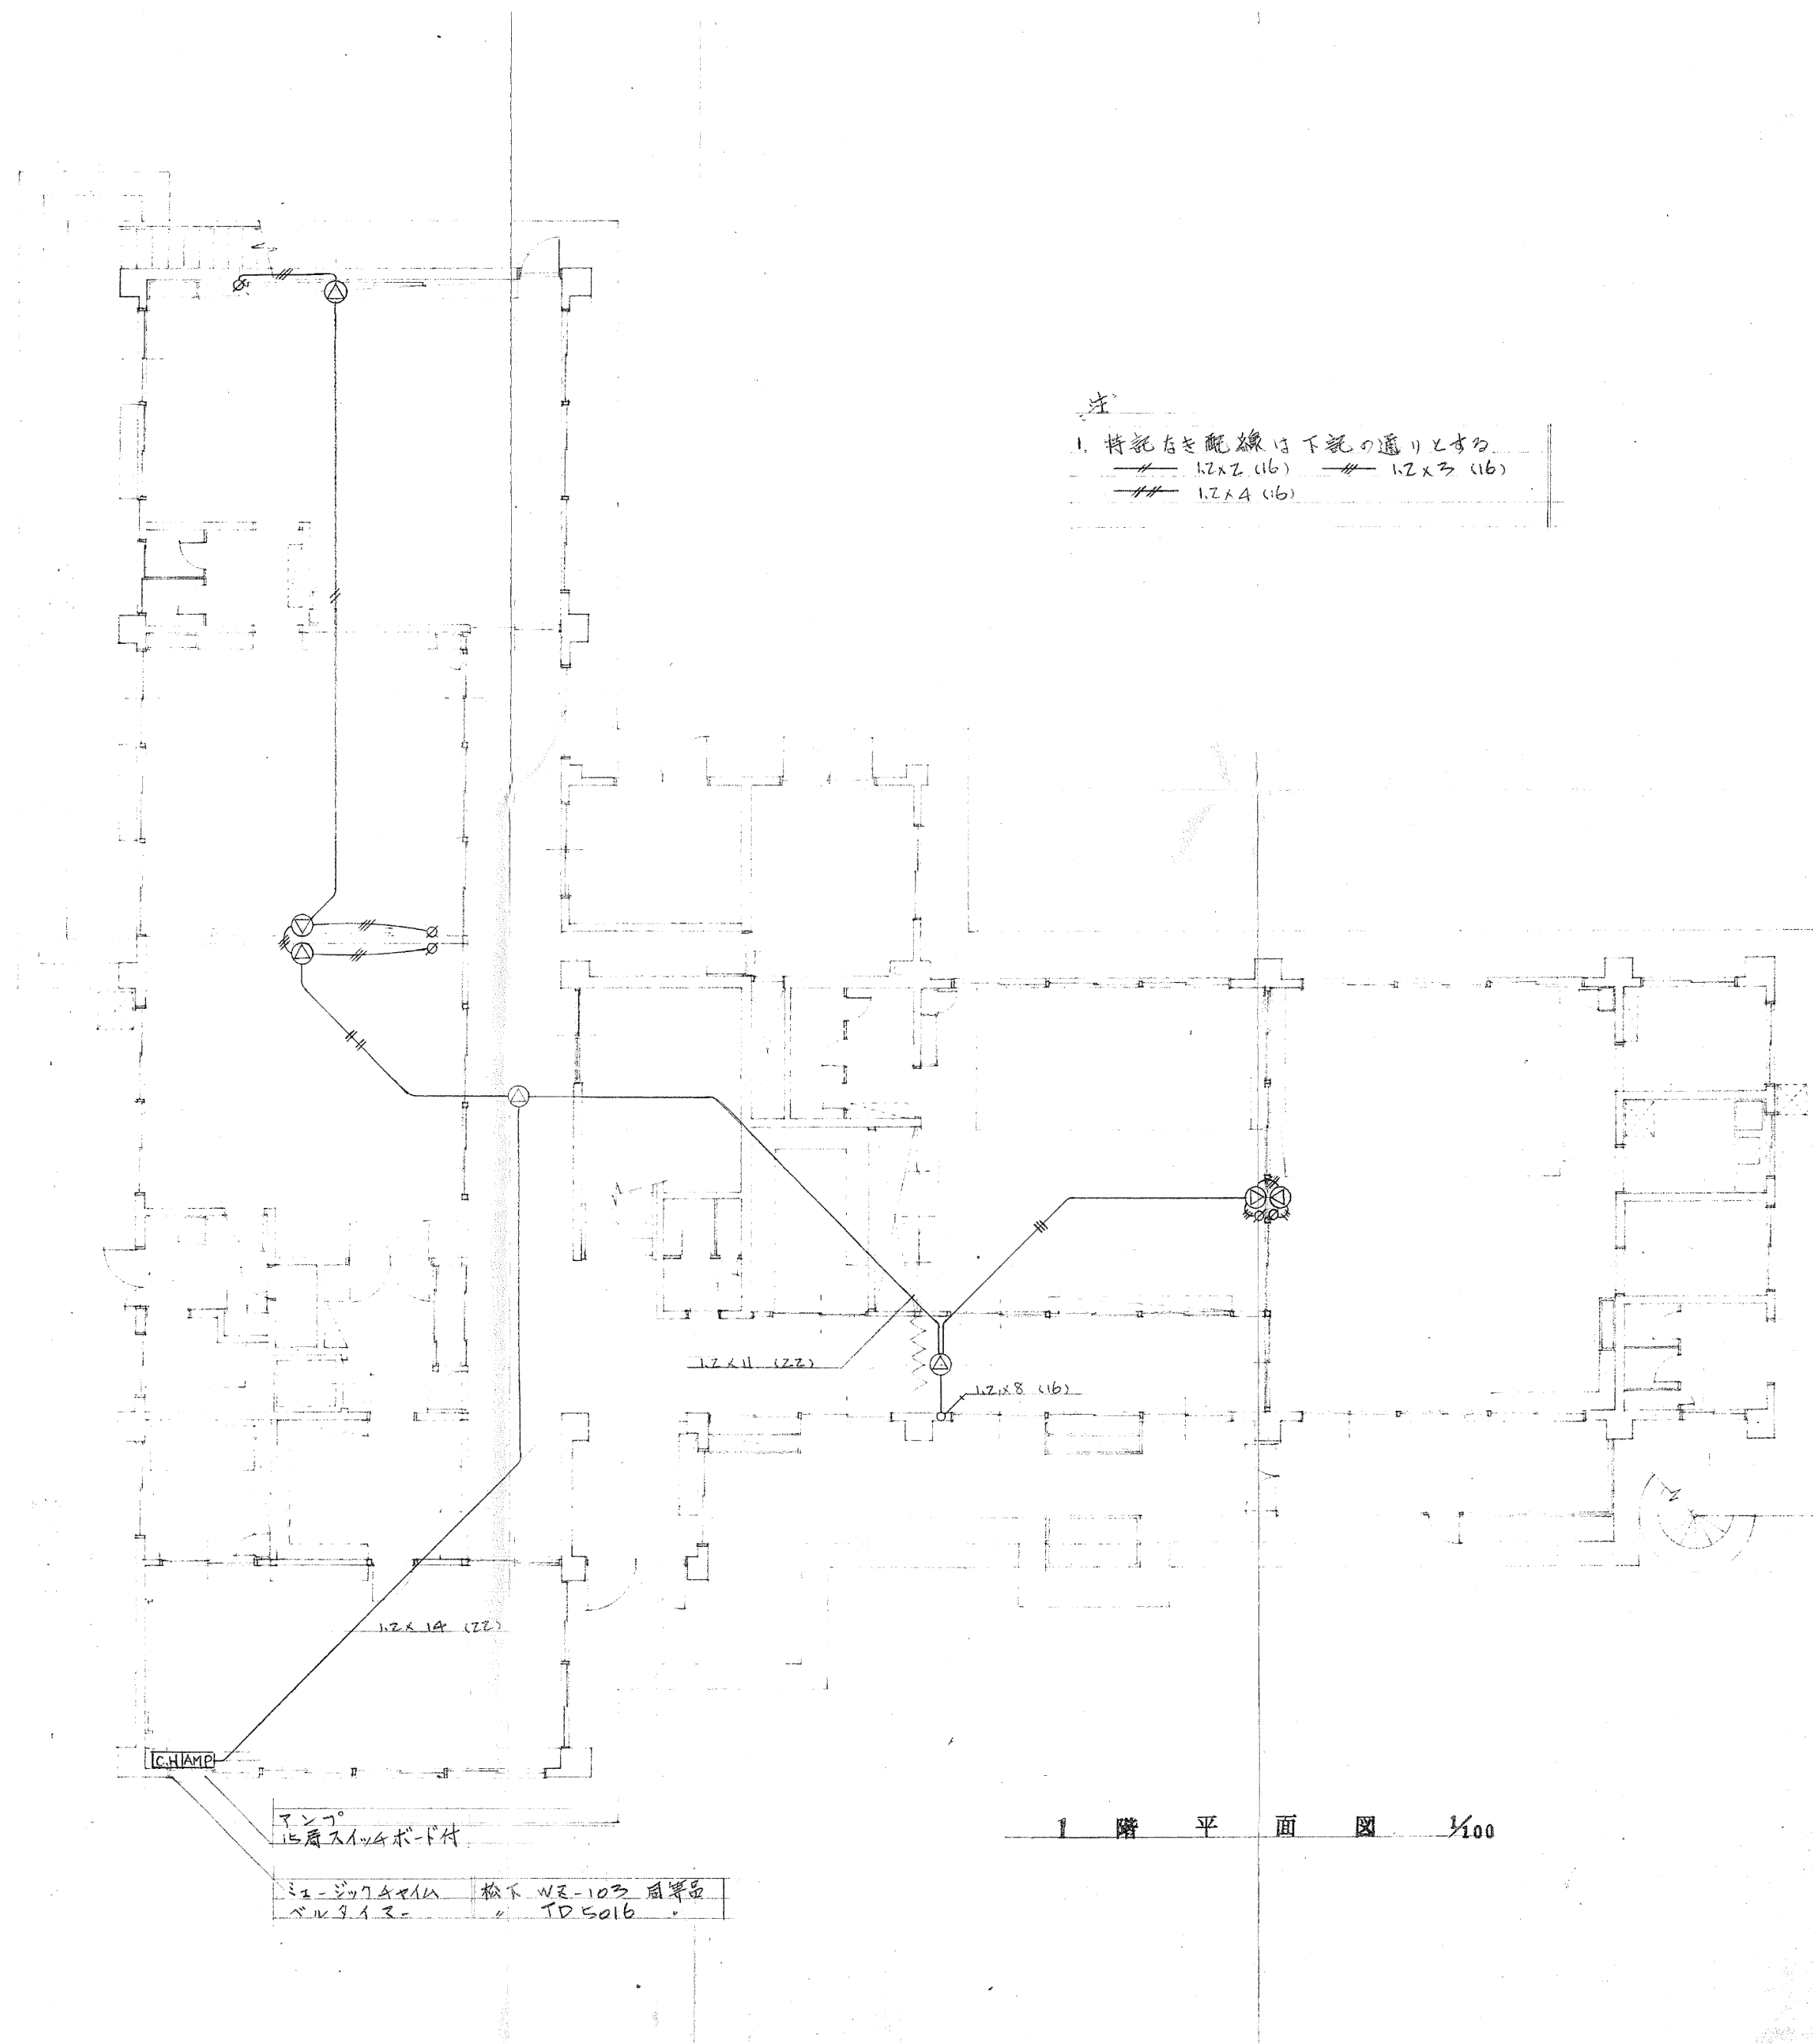 注
1. 特記なき配線は下記の通りとする
1.2×2 (16) 1.2×3 (16)
1.2×4 (16)
1.2×11 (22)
1.2×8 (16)
1.2×14 (22)
C.H AMP
アンプ
15局スイッチボード付
ミュージックチャイム 松下 WZ-103 同等品
ベルタイマー 〃 TD5016 〃
1階平面図 1/100